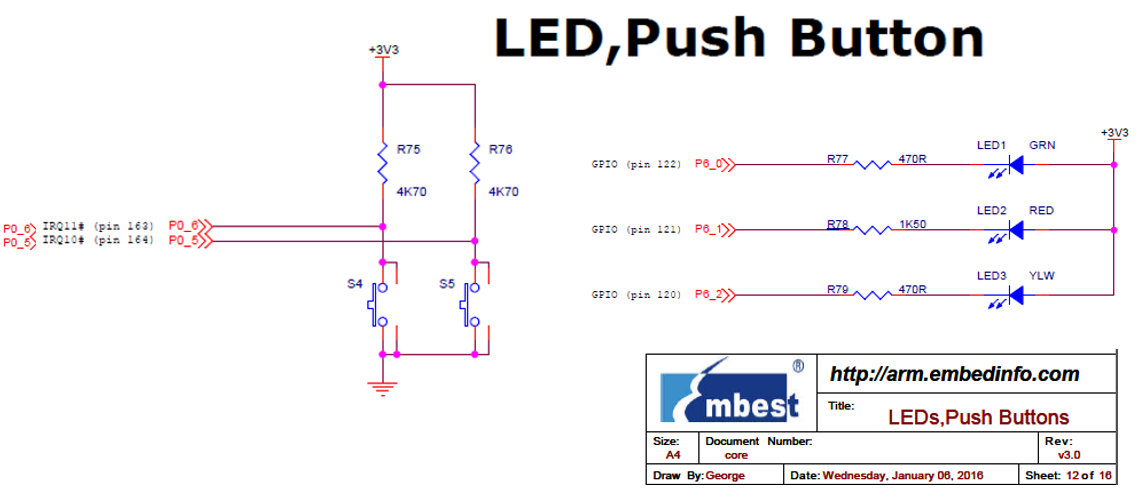 LED,Push Button
+3V3
R75
R76
4K70
4K70
P0_6 IRQ11# (pin 163) P0_6
P0_5 IRQ10# (pin 164) P0_5
S4
S5
+3V3
GPIO (pin 122) P6_0 R77 470R LED1 GRN
GPIO (pin 121) P6_1 R78 1K50 LED2 RED
GPIO (pin 120) P6_2 R79 470R LED3 YLW
Embest ®
http://arm.embedinfo.com
Title:
LEDs,Push Buttons
Size:
A4
Document Number:
core
Rev:
v3.0
Draw By:George
Date: Wednesday, January 06, 2016
Sheet: 12 of 16